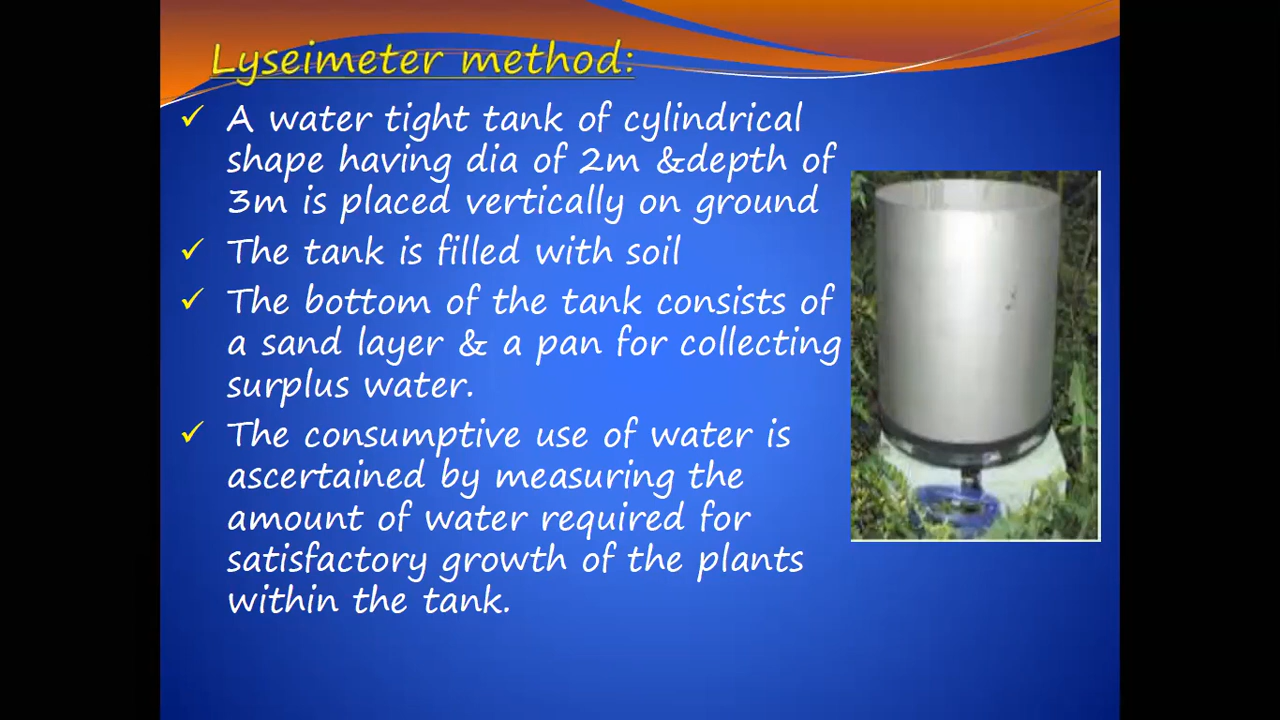 Lyseimeter method:
A water tight tank of cylindrical
shape having dia of 2m &depth of
3m is placed vertically on ground
The tank is filled with soil
The bottom of the tank consists of
a sand layer & a pan for collecting
surplus water.
The consumptive use of water is
ascertained by measuring the
amount of water required for
satisfactory growth of the plants
within the tank.